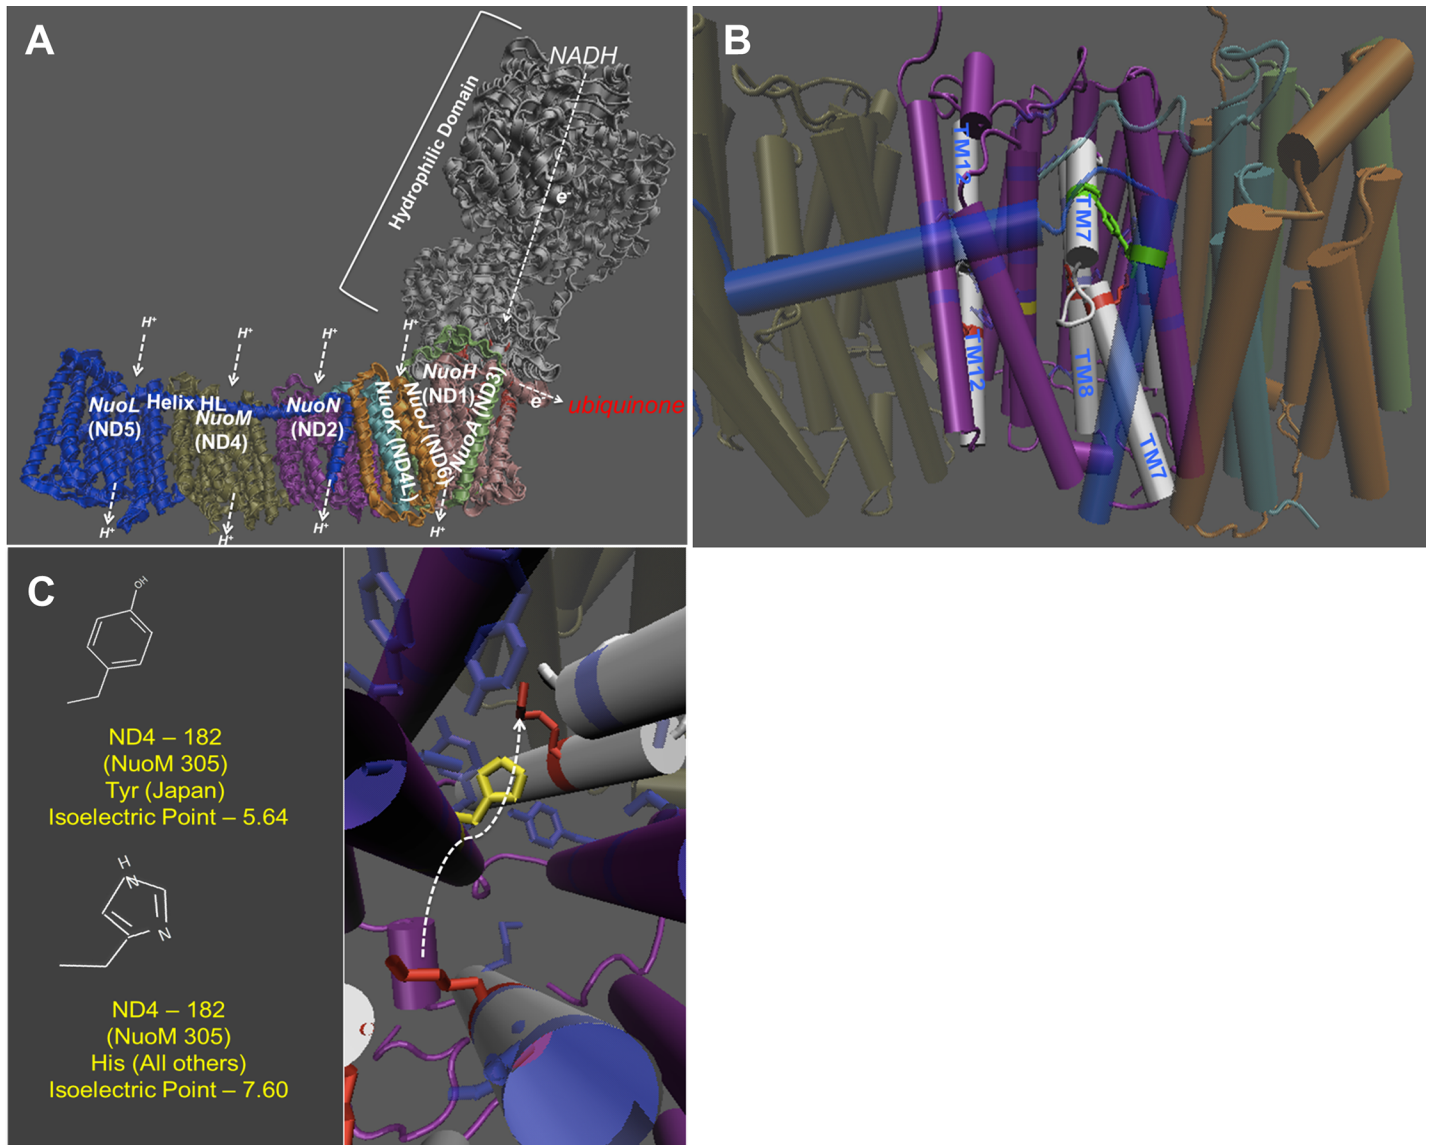 A
NADH
Hydrophilic Domain
e-
H+
H+
H+
H+
NuoL
(ND5)
Helix HL
NuoM
(ND4)
NuoN
(ND2)
NuoK (ND4L)
NuoJ (ND6)
NuoH
(ND1)
NuoA (ND3)
e-
ubiquinone
H+
H+
H+
H+
B
TM12
TM7
TM12
TM8
TM7
C
OH
ND4 – 182
(NuoM 305)
Tyr (Japan)
Isoelectric Point – 5.64
H
N
N
ND4 – 182
(NuoM 305)
His (All others)
Isoelectric Point – 7.60